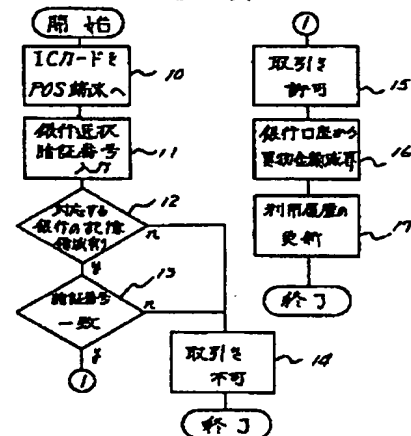 開始
ICカードを
POS端末へ
10
銀行選択
暗証番号
入力
11
対応する
銀行の記憶
領域有り
12
n
y
暗証番号
一致
13
n
y
1
取引を
不可
14
終了
1
取引を
許可
15
銀行口座から
買物金額減算
16
利用履歴の
更新
17
終了